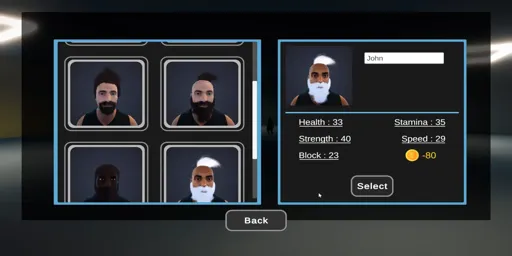 John
Health : 33
Stamina : 35
Strength : 40
Speed : 29
Block : 23
-80
Select
Back